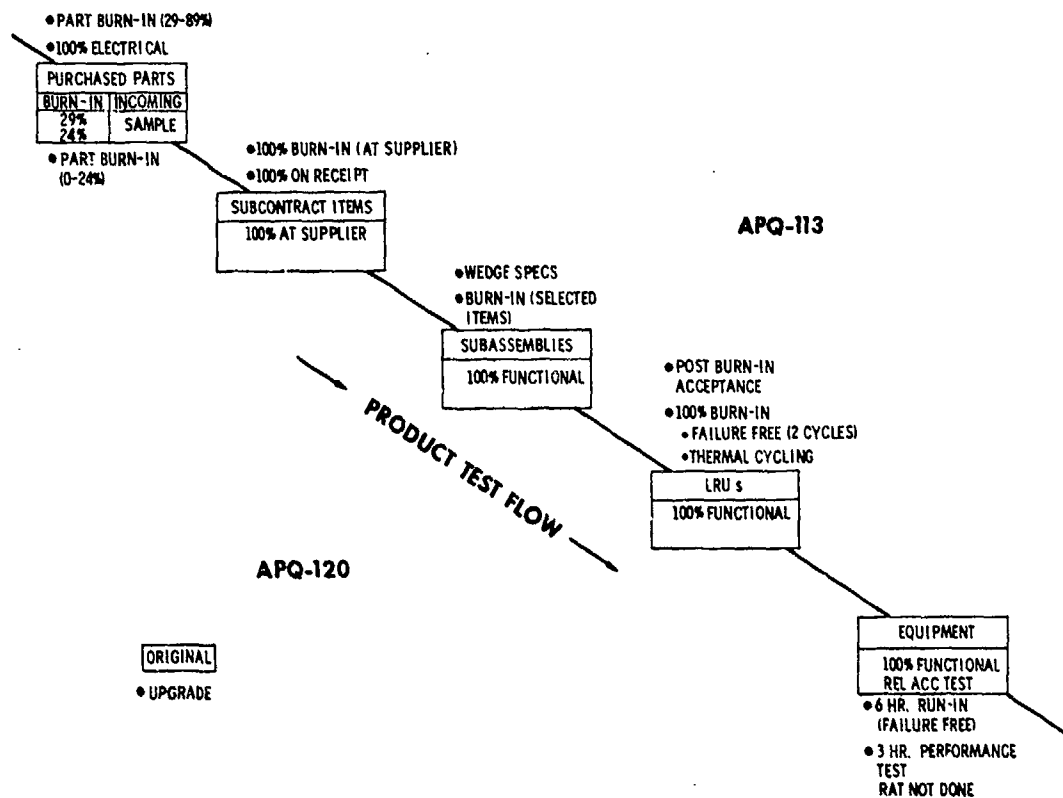 ● PART BURN-IN (29-89%)
● 100% ELECTRICAL
PURCHASED PARTS
BURN-IN INCOMING
29% SAMPLE
24%
● PART BURN-IN
(0-24%)
● 100% BURN-IN (AT SUPPLIER)
● 100% ON RECEIPT
SUBCONTRACT ITEMS
100% AT SUPPLIER
APQ-113
● WEDGE SPECS
● BURN-IN (SELECTED
ITEMS)
SUBASSEMBLIES
100% FUNCTIONAL
● POST BURN-IN
ACCEPTANCE
● 100% BURN-IN
• FAILURE FREE (2 CYCLES)
• THERMAL CYCLING
LRU s
100% FUNCTIONAL
PRODUCT TEST FLOW
APQ-120
EQUIPMENT
100% FUNCTIONAL
REL ACC TEST
● 6 HR. RUN-IN
(FAILURE FREE)
● 3 HR. PERFORMANCE
TEST
RAT NOT DONE
ORIGINAL
● UPGRADE